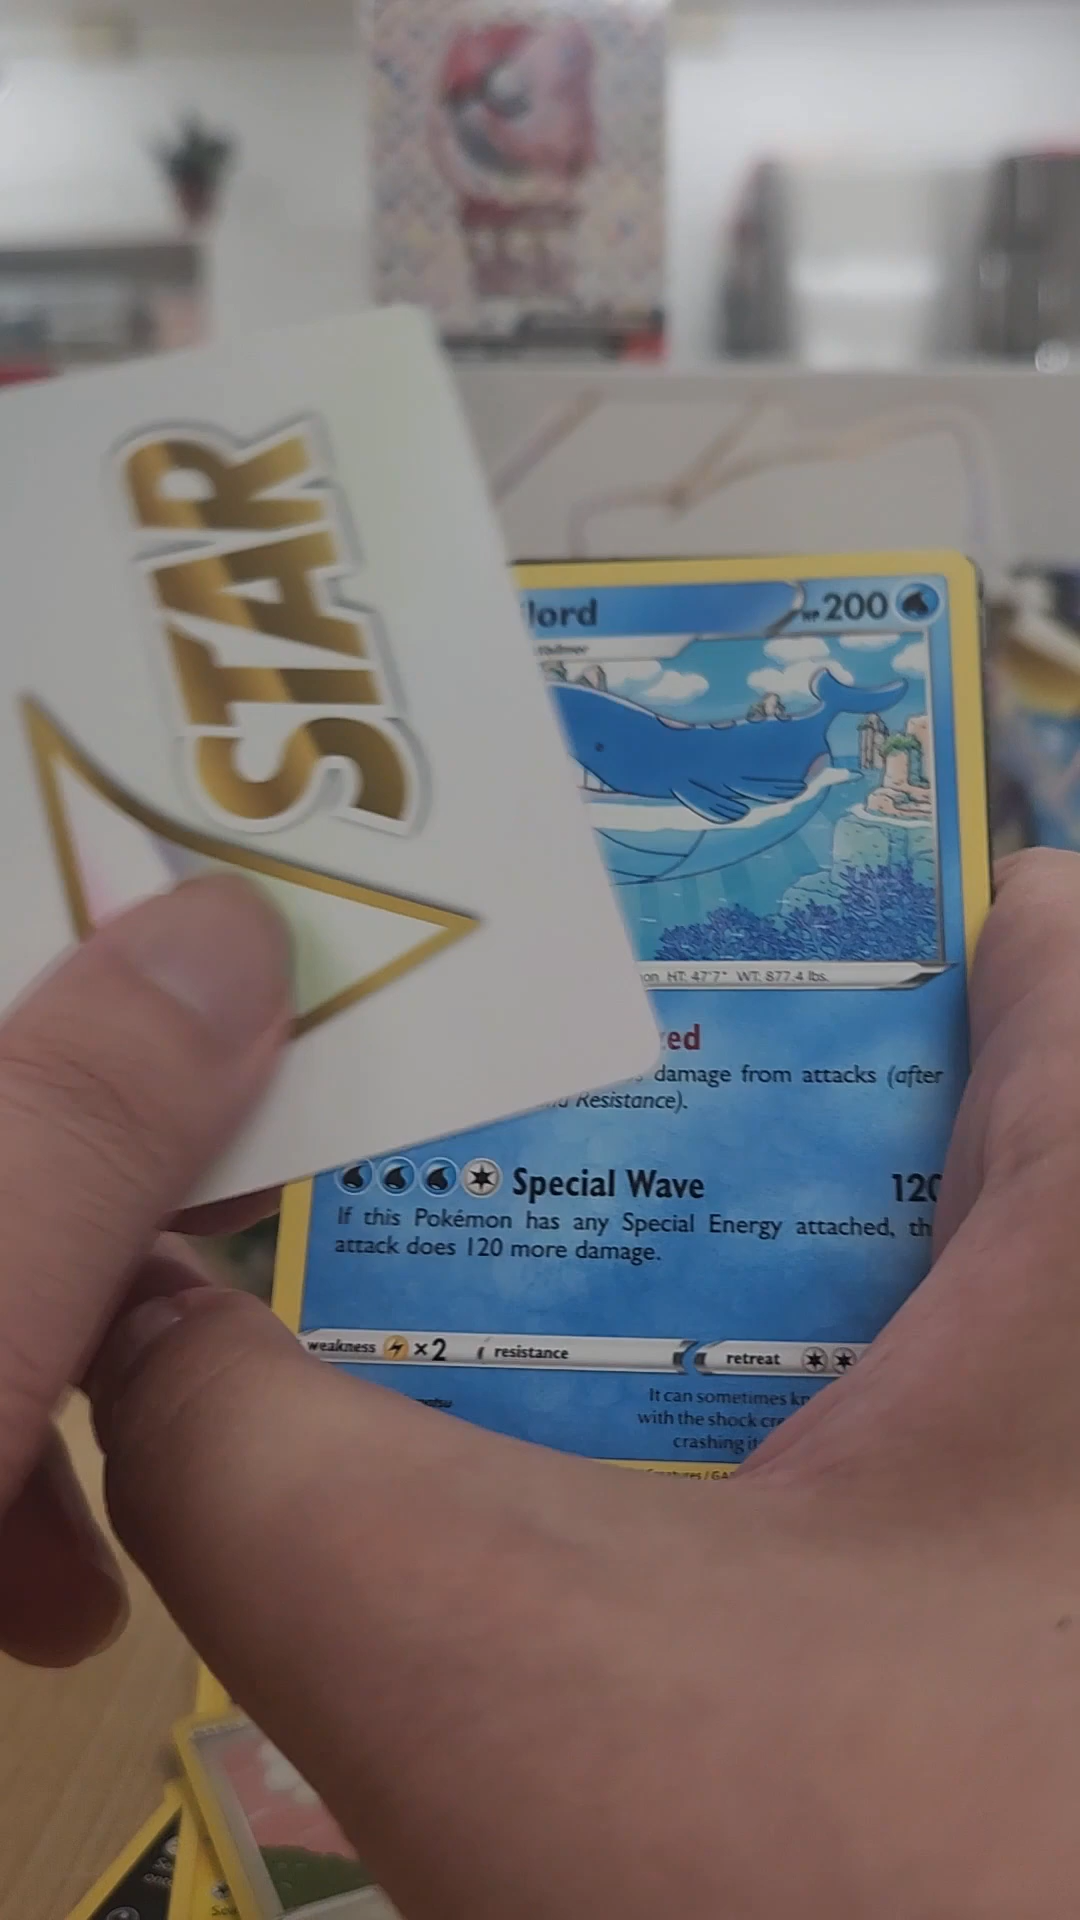 STAR
lord
HP 200
on HT: 47'7" WT: 877.4 lbs.
ed
damage from attacks (after
Resistance).
Special Wave 120
If this Pokémon has any Special Energy attached, th
attack does 120 more damage.
weakness ×2 resistance retreat
It can sometimes kn
with the shock cre
crashing it
/ GA